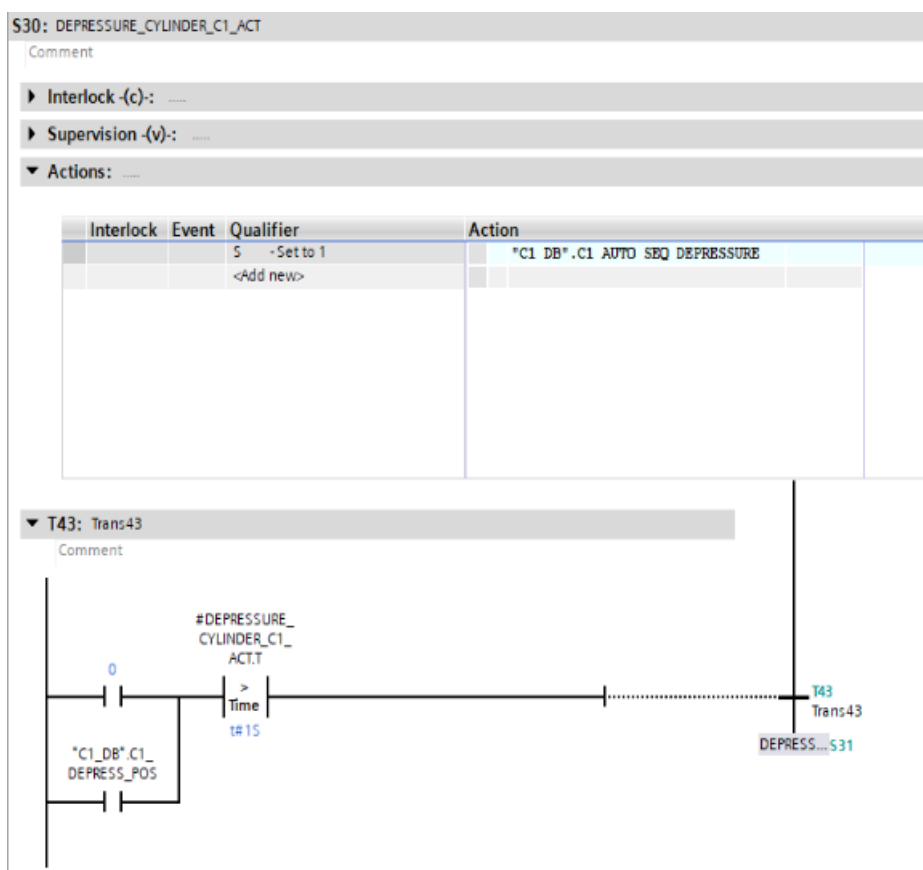 S30: DEPRESSURE_CYLINDER_C1_ACT
Comment
Interlock -(c)-: .....
Supervision -(v)-: .....
Actions: .....
Interlock Event Qualifier Action
S - Set to 1 "C1 DB".C1 AUTO SEQ DEPRESSURE
<Add new>
T43: Trans43
Comment
#DEPRESSURE_
CYLINDER_C1_
ACT.T
0
>
Time
t#1S
T43
Trans43
DEPRESS... S31
"C1_DB".C1_
DEPRESS_POS